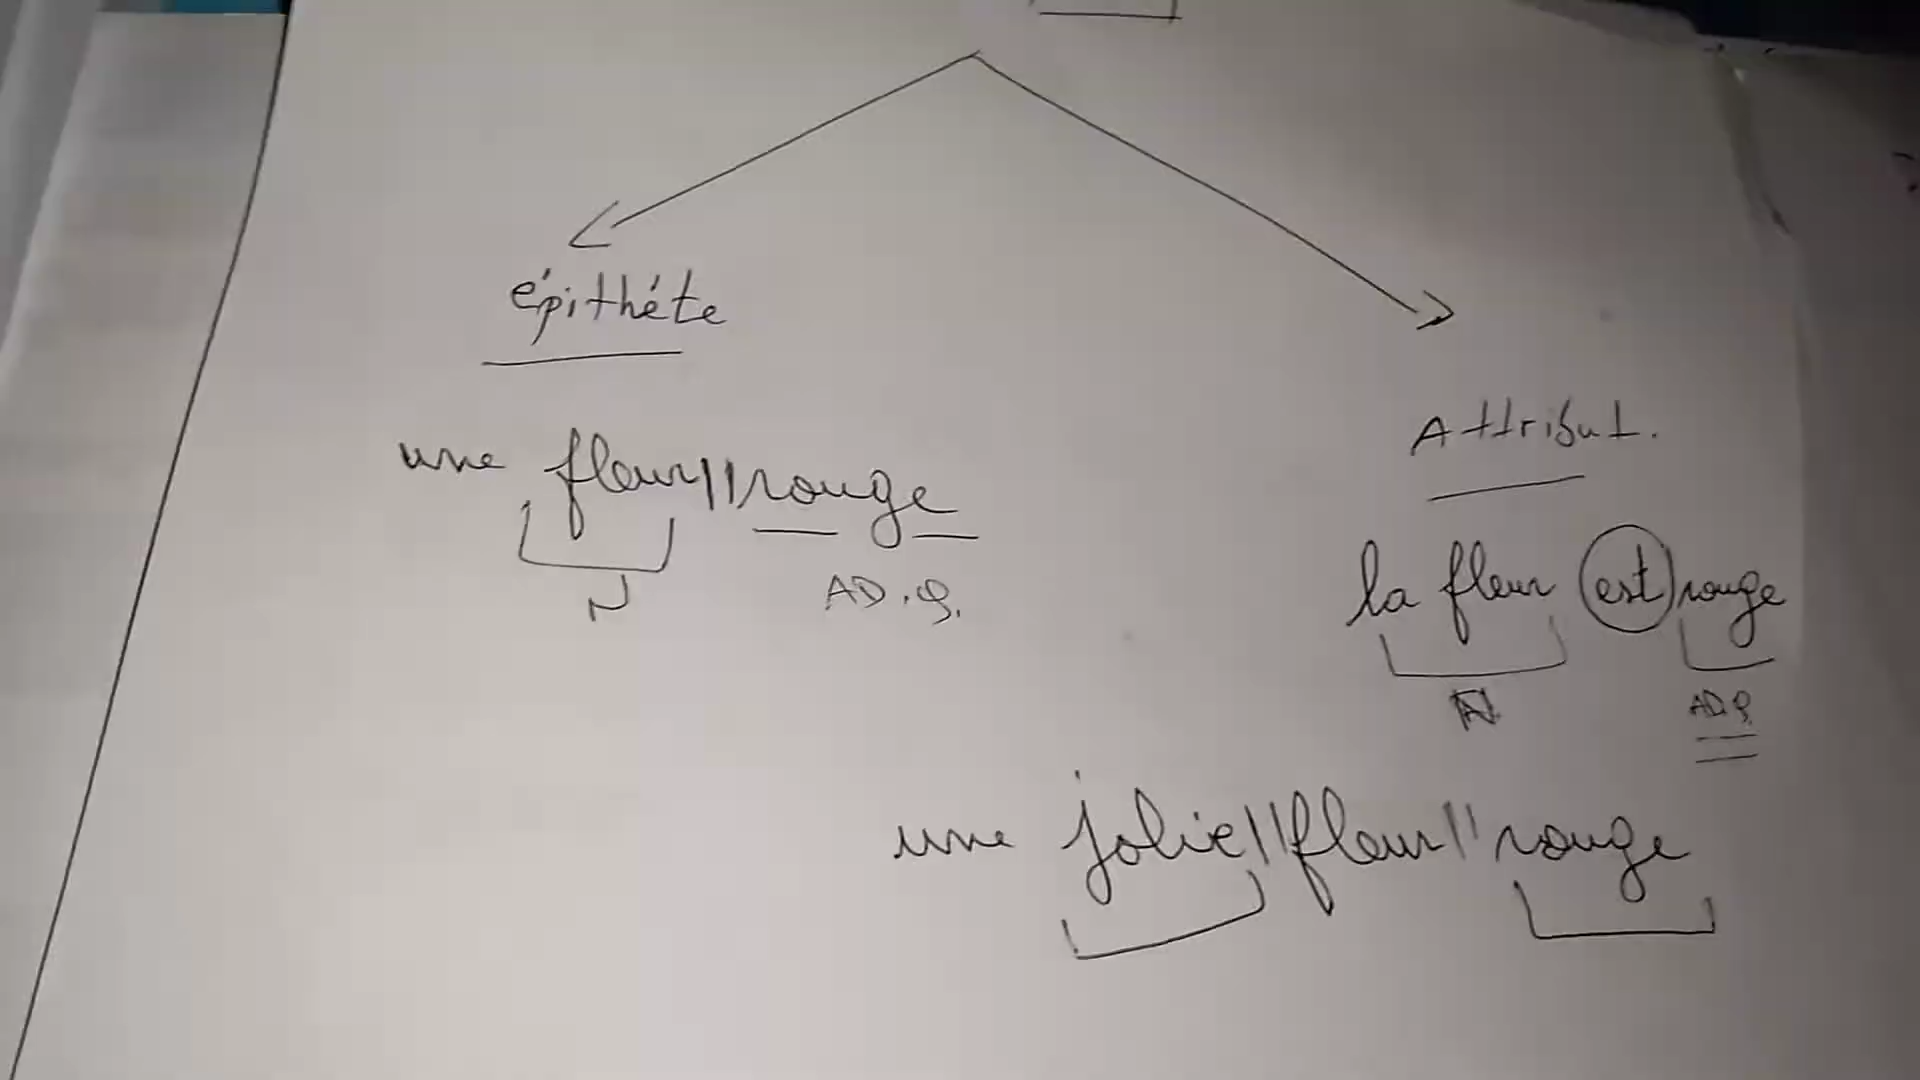 épithéte
une fleur // rouge
N AD.Q.
Attribut.
la fleur est rouge
N AD.Q
une jolie // fleur // rouge